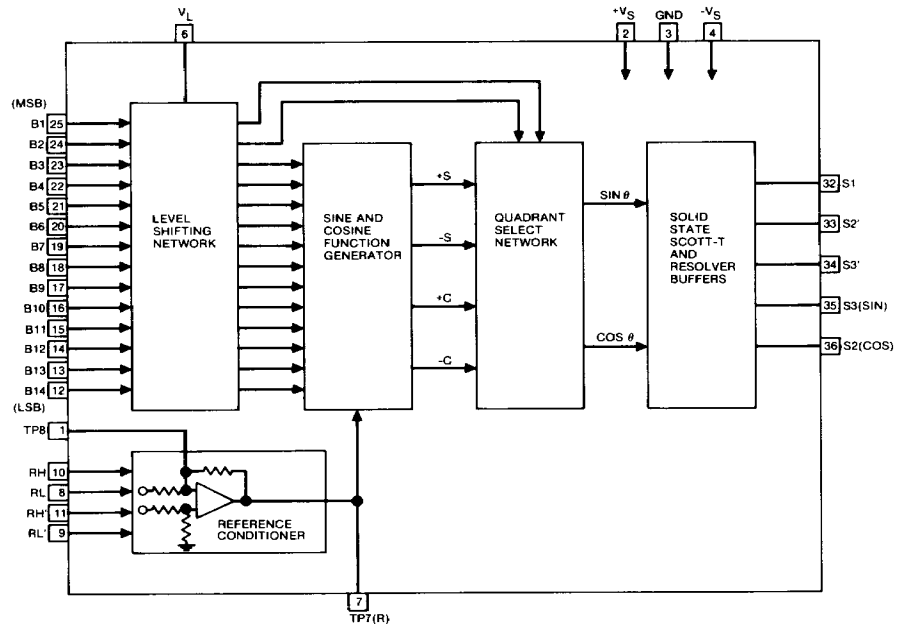 VL
6
+VS
2
GND
3
-VS
4
(MSB)
B1 25
B2 24
B3 23
B4 22
B5 21
B6 20
B7 19
B8 18
B9 17
B10 16
B11 15
B12 14
B13 13
B14 12
(LSB)
TP8 1
RH 10
RL 8
RH' 11
RL' 9
LEVEL
SHIFTING
NETWORK
SINE AND
COSINE
FUNCTION
GENERATOR
+S
-S
+C
-C
QUADRANT
SELECT
NETWORK
SIN θ
COS θ
SOLID
STATE
SCOTT-T
AND
RESOLVER
BUFFERS
32 S1
33 S2'
34 S3'
35 S3(SIN)
36 S2(COS)
REFERENCE
CONDITIONER
7
TP7(R)